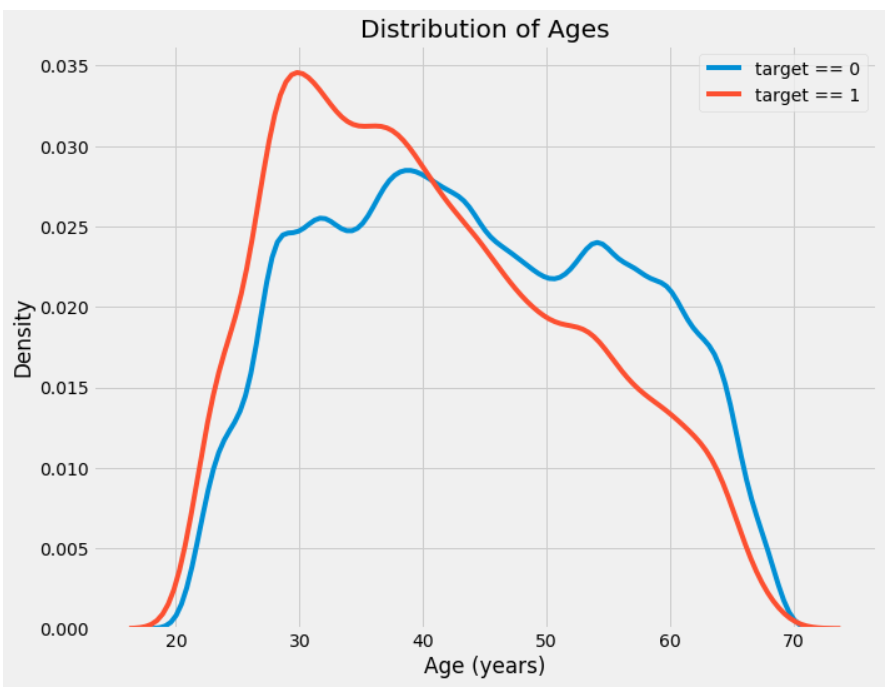 Distribution of Ages
target == 0
target == 1
0.035
0.030
0.025
0.020
0.015
0.010
0.005
0.000
Density
20 30 40 50 60 70
Age (years)